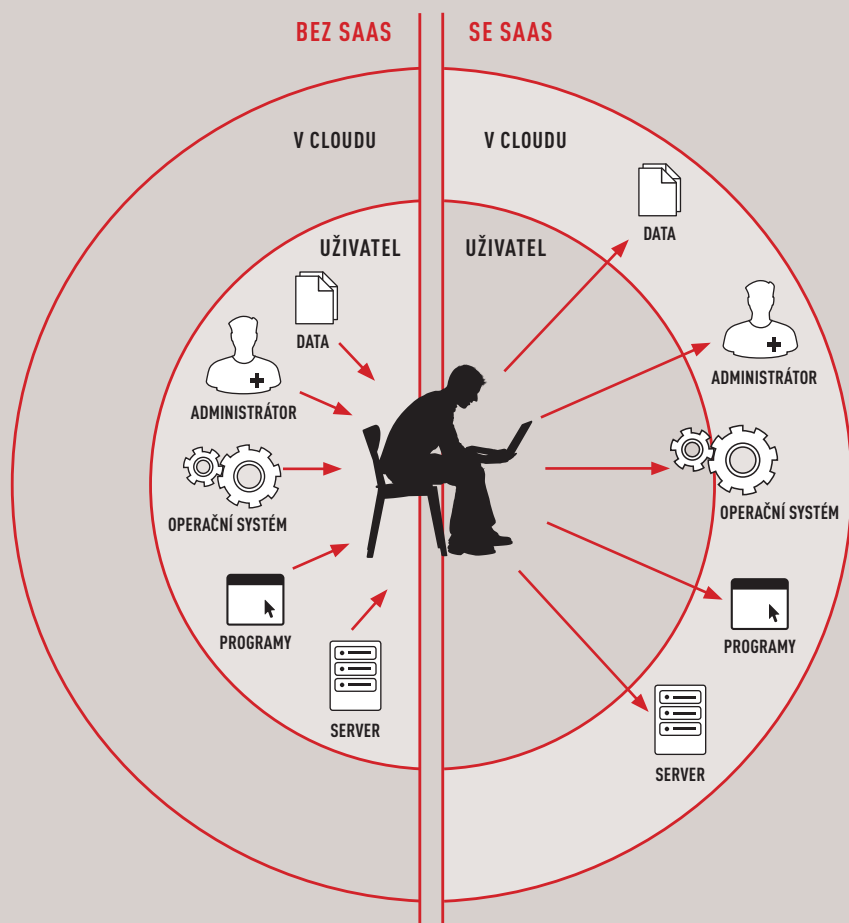 BEZ SAAS
SE SAAS
V CLOUDU
V CLOUDU
UŽIVATEL
UŽIVATEL
DATA
ADMINISTRÁTOR
OPERAČNÍ SYSTÉM
PROGRAMY
SERVER
DATA
ADMINISTRÁTOR
OPERAČNÍ SYSTÉM
PROGRAMY
SERVER